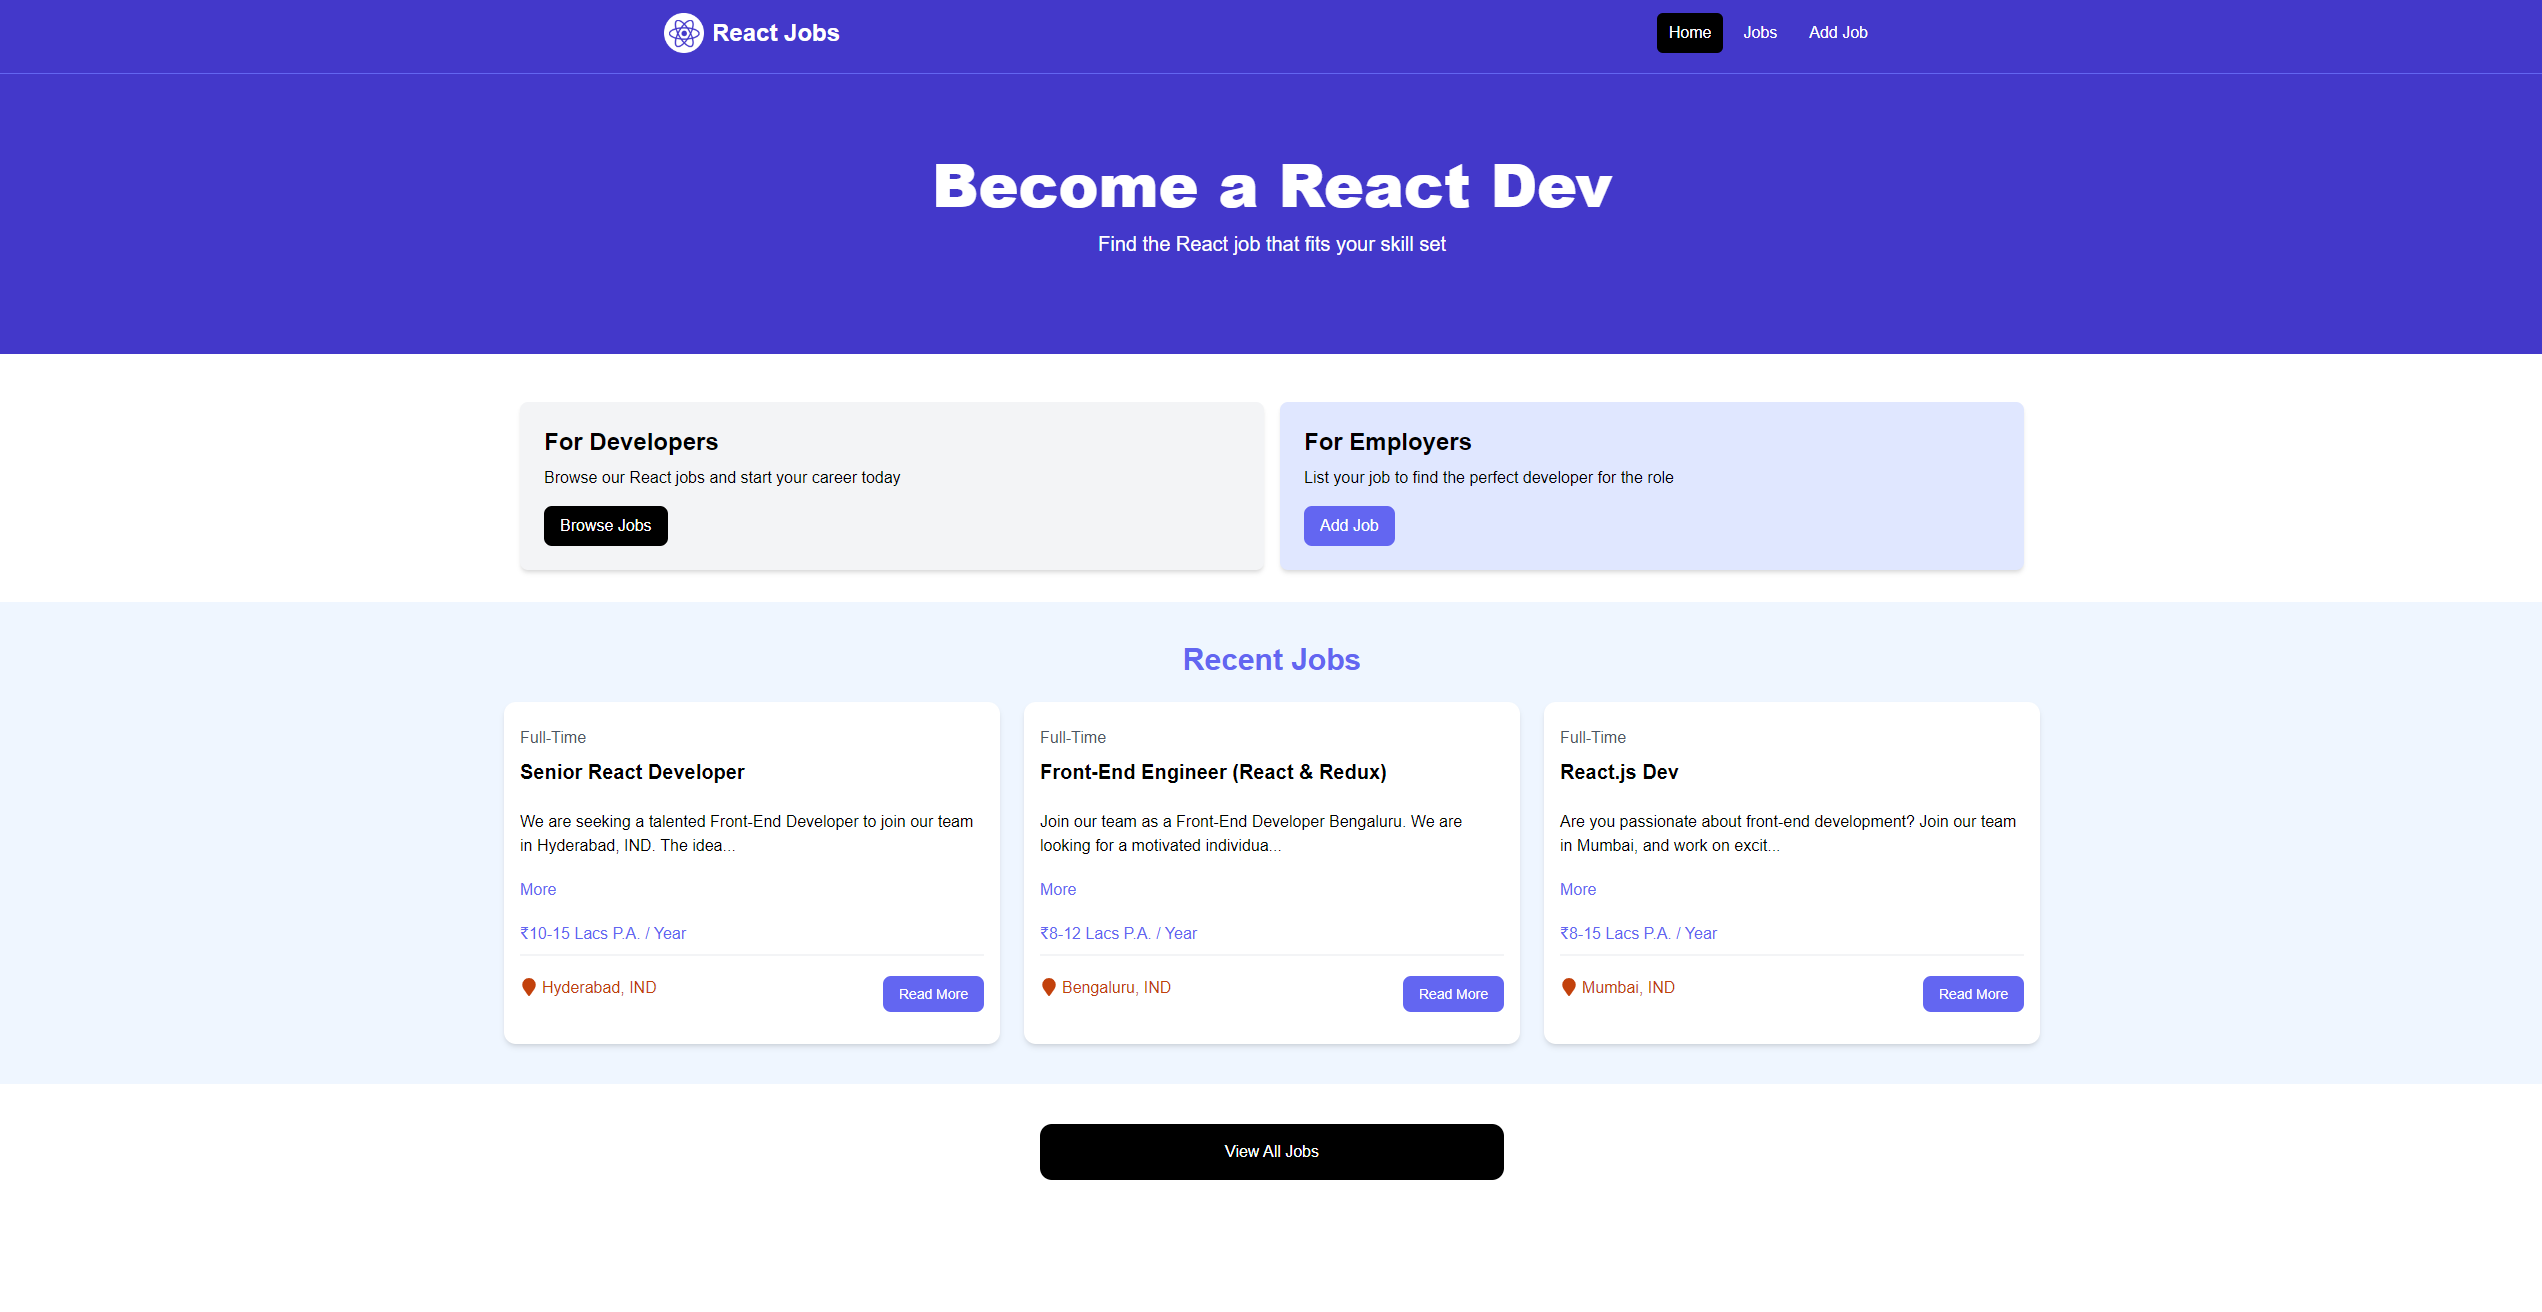 React Jobs
Home
Jobs
Add Job
Become a React Dev
Find the React job that fits your skill set
For Developers
Browse our React jobs and start your career today
Browse Jobs
For Employers
List your job to find the perfect developer for the role
Add Job
Recent Jobs
Full-Time
Senior React Developer
We are seeking a talented Front-End Developer to join our team
in Hyderabad, IND. The idea...
More
₹10-15 Lacs P.A. / Year
Hyderabad, IND
Read More
Full-Time
Front-End Engineer (React & Redux)
Join our team as a Front-End Developer Bengaluru. We are
looking for a motivated individua...
More
₹8-12 Lacs P.A. / Year
Bengaluru, IND
Read More
Full-Time
React.js Dev
Are you passionate about front-end development? Join our team
in Mumbai, and work on excit...
More
₹8-15 Lacs P.A. / Year
Mumbai, IND
Read More
View All Jobs